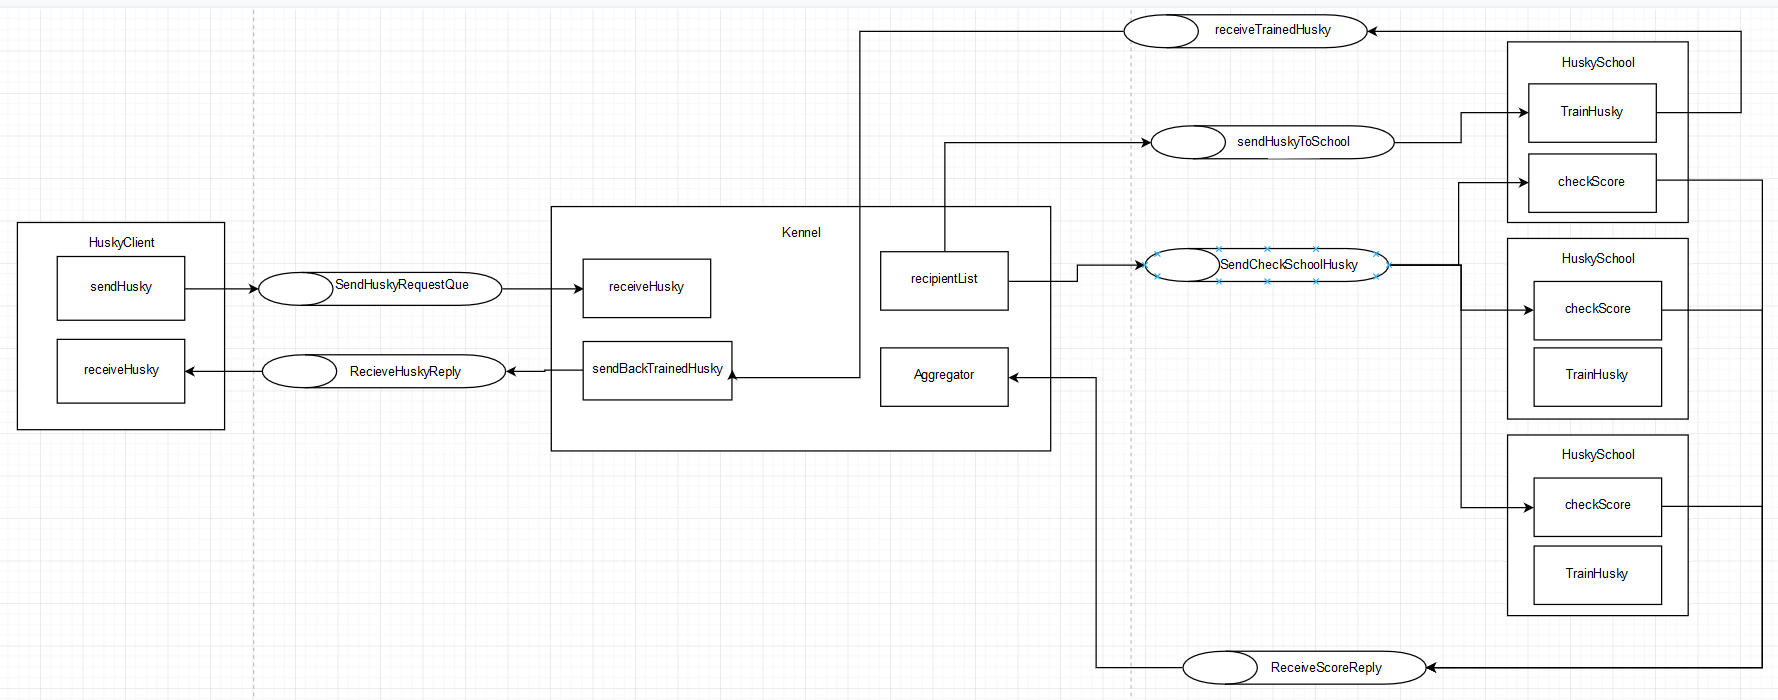 receiveTrainedHusky
HuskySchool
TrainHusky
sendHuskyToSchool
checkScore
HuskyClient
sendHusky
receiveHusky
SendHuskyRequestQue
RecieveHuskyReply
Kennel
receiveHusky
sendBackTrainedHusky
recipientList
Aggregator
SendCheckSchoolHusky
HuskySchool
checkScore
TrainHusky
HuskySchool
checkScore
TrainHusky
ReceiveScoreReply